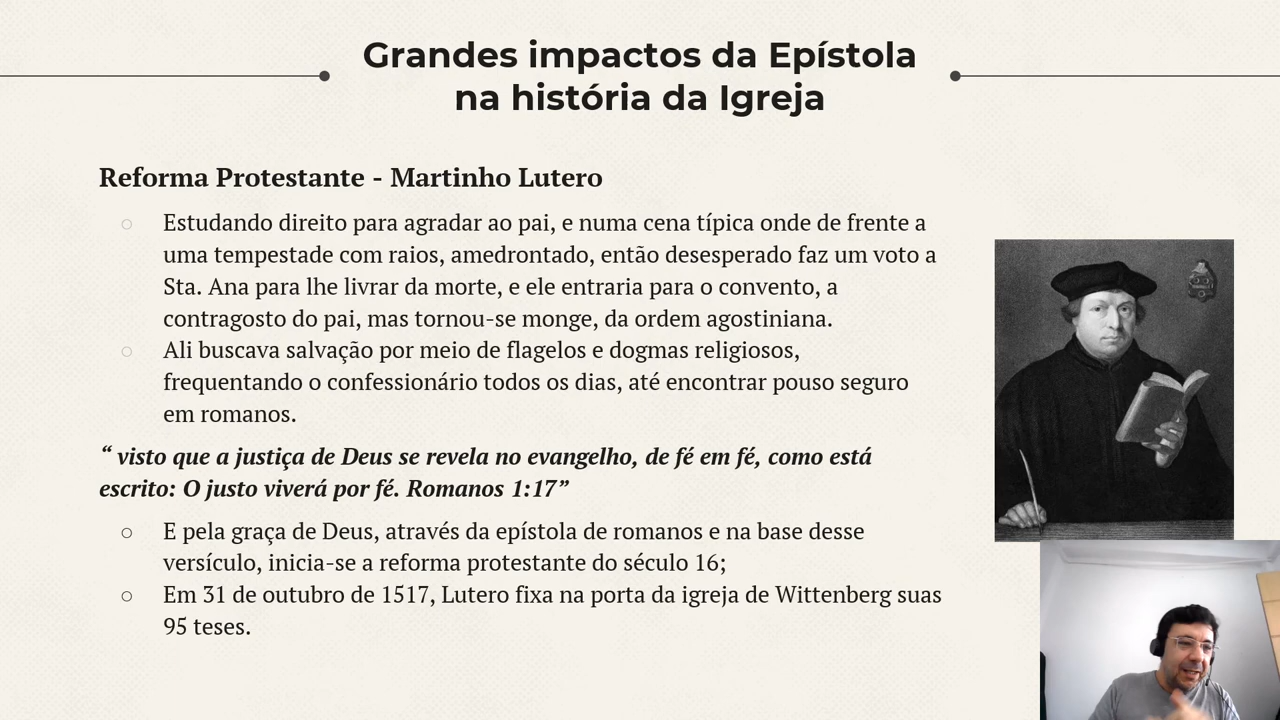 Grandes impactos da Epístola
na história da Igreja
Reforma Protestante - Martinho Lutero
Estudando direito para agradar ao pai, e numa cena típica onde de frente a
uma tempestade com raios, amedrontado, então desesperado faz um voto a
Sta. Ana para lhe livrar da morte, e ele entraria para o convento, a
contragosto do pai, mas tornou-se monge, da ordem agostiniana.
Ali buscava salvação por meio de flagelos e dogmas religiosos,
frequentando o confessionário todos os dias, até encontrar pouso seguro
em romanos.
“ visto que a justiça de Deus se revela no evangelho, de fé em fé, como está
escrito: O justo viverá por fé. Romanos 1:17”
E pela graça de Deus, através da epístola de romanos e na base desse
versículo, inicia-se a reforma protestante do século 16;
Em 31 de outubro de 1517, Lutero fixa na porta da igreja de Wittenberg suas
95 teses.